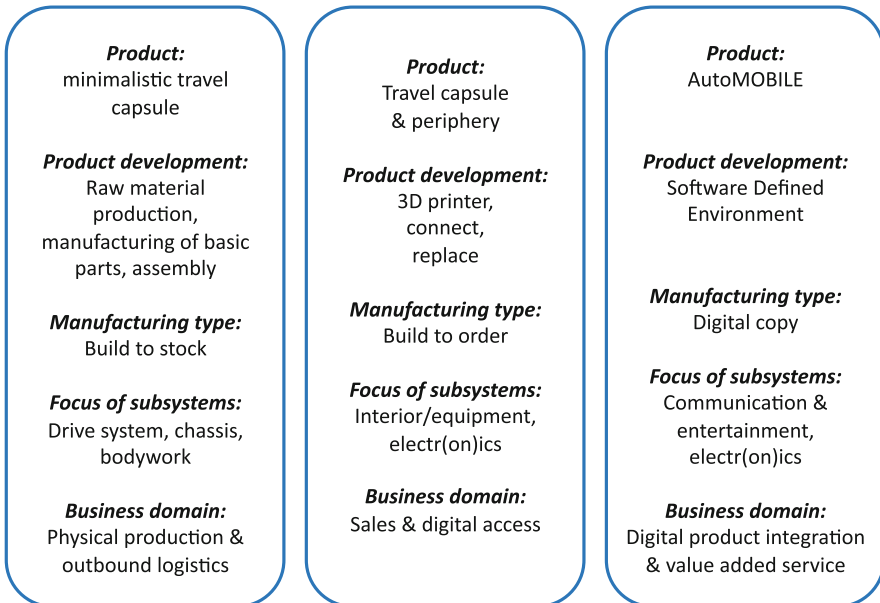 Product:
minimalistic travel
capsule
Product development:
Raw material
production,
manufacturing of basic
parts, assembly
Manufacturing type:
Build to stock
Focus of subsystems:
Drive system, chassis,
bodywork
Business domain:
Physical production &
outbound logistics
Product:
Travel capsule
& periphery
Product development:
3D printer,
connect,
replace
Manufacturing type:
Build to order
Focus of subsystems:
Interior/equipment,
electr(on)ics
Business domain:
Sales & digital access
Product:
AutoMOBILE
Product development:
Software Defined
Environment
Manufacturing type:
Digital copy
Focus of subsystems:
Communication &
entertainment,
electr(on)ics
Business domain:
Digital product integration
& value added service